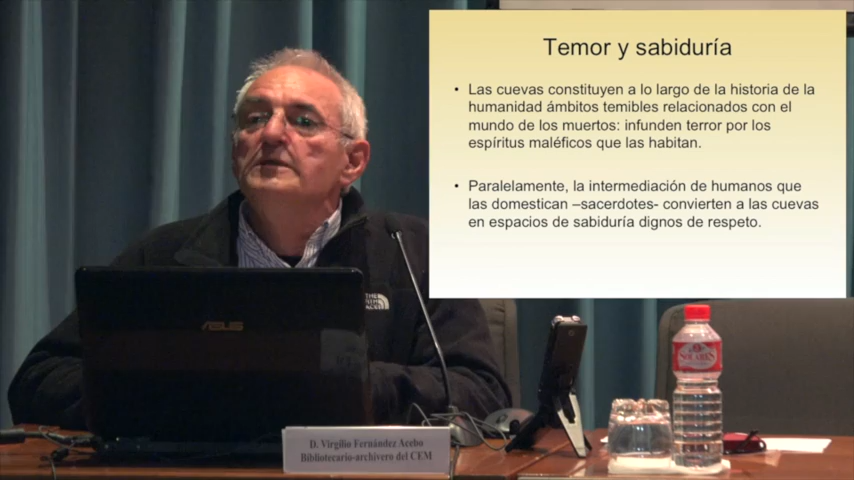 Temor y sabiduría
• Las cuevas constituyen a lo largo de la historia de la
humanidad ámbitos temibles relacionados con el
mundo de los muertos: infunden terror por los
espíritus maléficos que las habitan.
• Paralelamente, la intermediación de humanos que
las domestican –sacerdotes- convierten a las cuevas
en espacios de sabiduría dignos de respeto.
THE
NORTH
FACE
ASUS
SOLARES
D. Virgilio Fernández Acebo
Bibliotecario-archivero del CEM